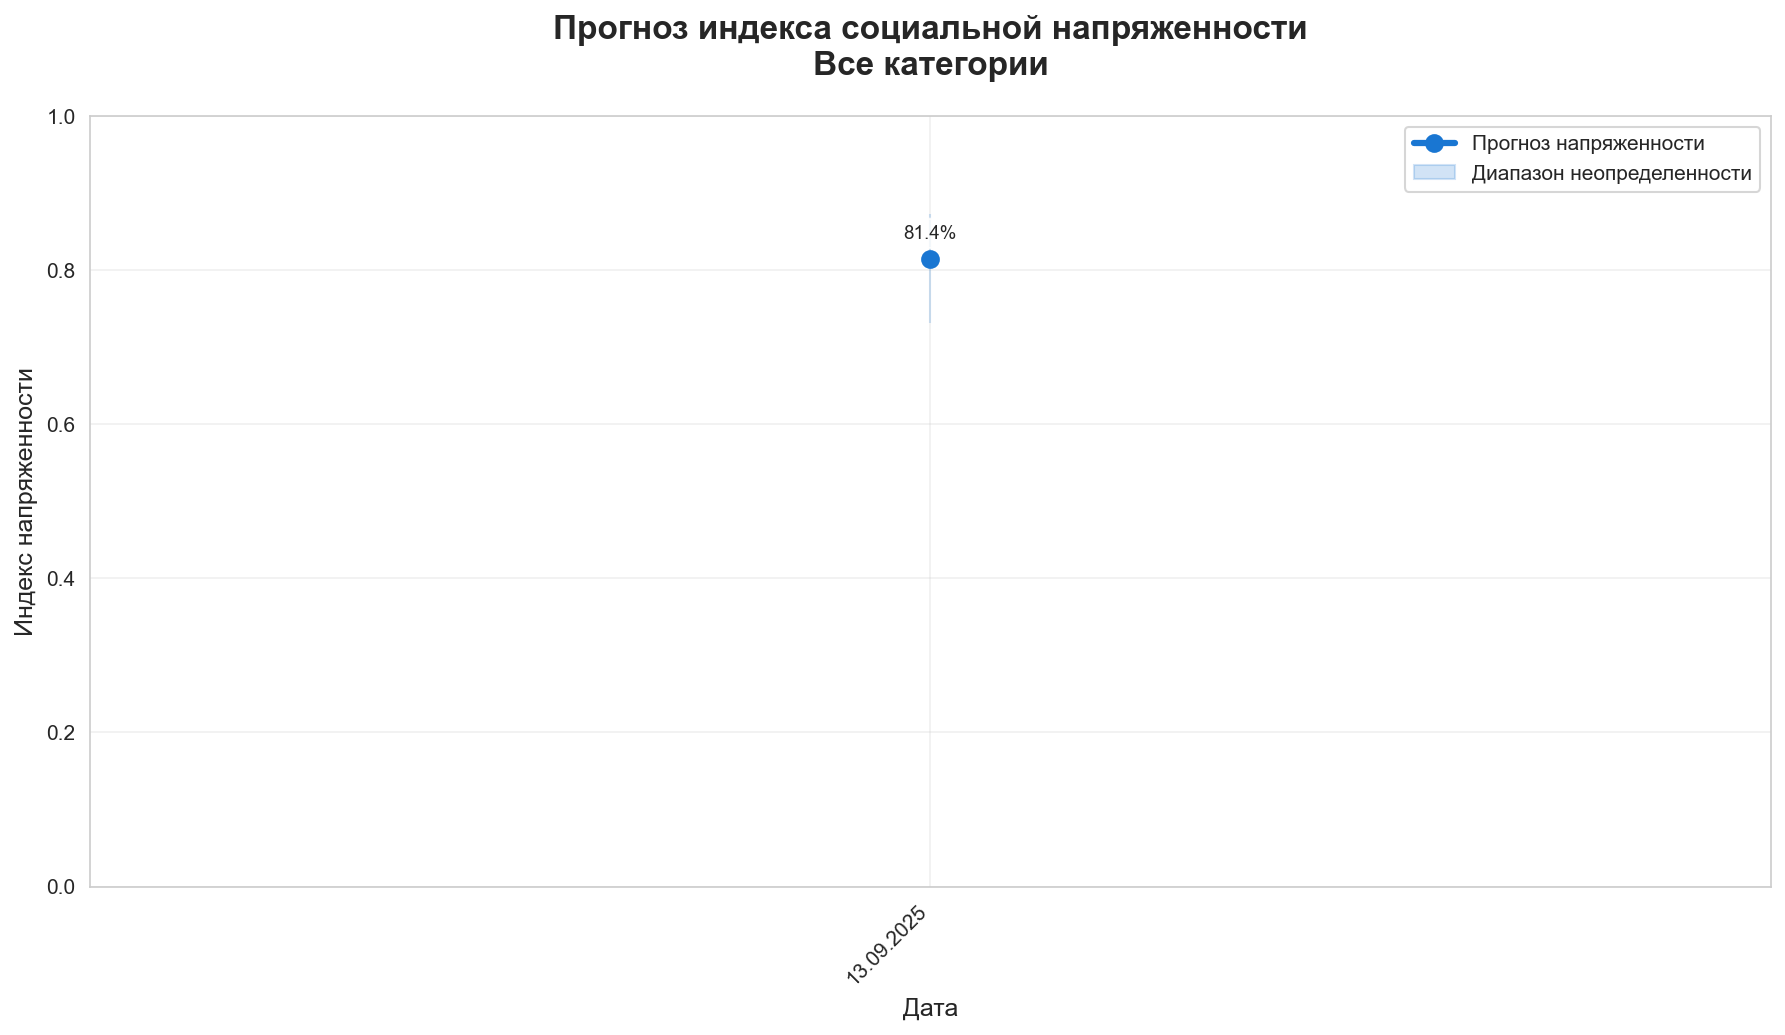 Прогноз индекса социальной напряженности
Все категории
1.0
0.8
0.6
0.4
0.2
0.0
Индекс напряженности
Прогноз напряженности
Диапазон неопределенности
81.4%
13.09.2025
Дата